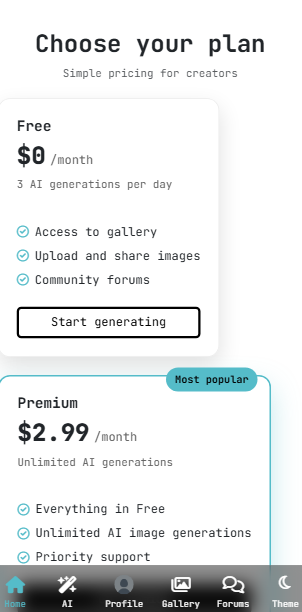 Choose your plan
Simple pricing for creators
Free
$0 /month
3 AI generations per day
Access to gallery
Upload and share images
Community forums
Start generating
Most popular
Premium
$2.99 /month
Unlimited AI generations
Everything in Free
Unlimited AI image generations
Priority support
Home AI Profile Gallery Forums Theme